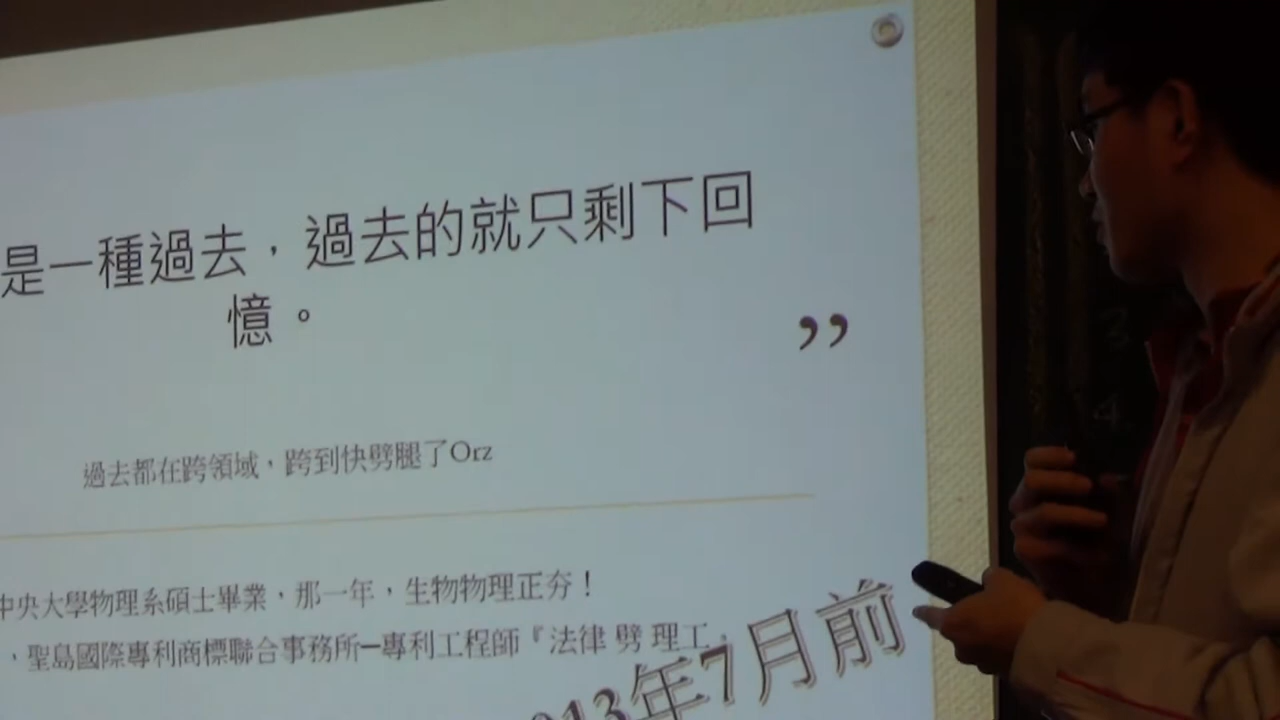 是一種過去，過去的就只剩下回
憶。
”
過去都在跨領域，跨到快劈腿了Orz
中央大學物理系碩士畢業，那一年，生物物理正夯！
，聖島國際專利商標聯合事務所─專利工程師『法律 劈 理工』
013年7月前